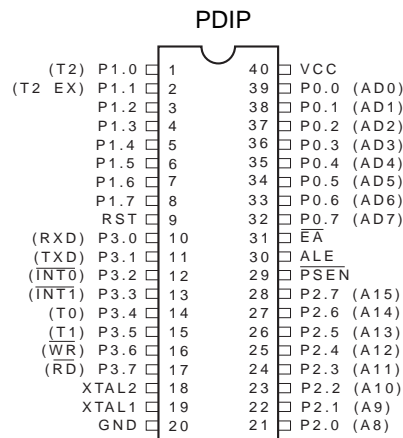 PDIP
(T2) P1.0 1 40 VCC
(T2 EX) P1.1 2 39 P0.0 (AD0)
P1.2 3 38 P0.1 (AD1)
P1.3 4 37 P0.2 (AD2)
P1.4 5 36 P0.3 (AD3)
P1.5 6 35 P0.4 (AD4)
P1.6 7 34 P0.5 (AD5)
P1.7 8 33 P0.6 (AD6)
RST 9 32 P0.7 (AD7)
(RXD) P3.0 10 31 E̅A̅
(TXD) P3.1 11 30 ALE
(I̅N̅T̅0̅) P3.2 12 29 P̅S̅E̅N̅
(I̅N̅T̅1̅) P3.3 13 28 P2.7 (A15)
(T0) P3.4 14 27 P2.6 (A14)
(T1) P3.5 15 26 P2.5 (A13)
(W̅R̅) P3.6 16 25 P2.4 (A12)
(R̅D̅) P3.7 17 24 P2.3 (A11)
XTAL2 18 23 P2.2 (A10)
XTAL1 19 22 P2.1 (A9)
GND 20 21 P2.0 (A8)